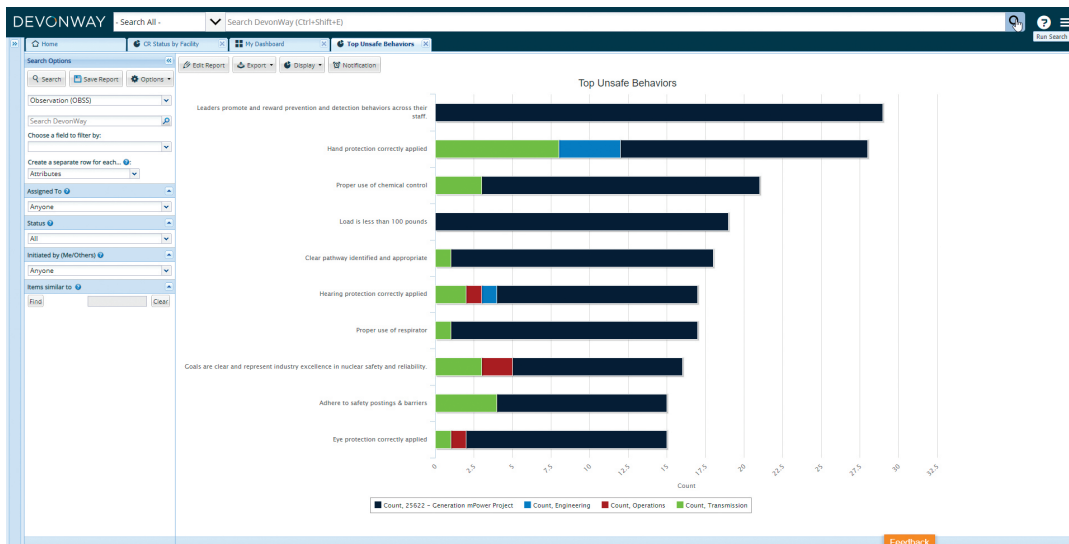 DEVONWAY
- Search All -
Search DevonWay (Ctrl+Shift+E)
Run Search
Home
CR Status by Facility
My Dashboard
Top Unsafe Behaviors
Search Options
Search
Save Report
Options
Observation (OBSS)
Search DevonWay
Choose a field to filter by:
Create a separate row for each... ?:
Attributes
Assigned To ?
Anyone
Status ?
All
Initiated by (Me/Others) ?
Anyone
Items similar to ?
Find
Clear
Edit Report
Export
Display
Notification
Top Unsafe Behaviors
Leaders promote and reward prevention and detection behaviors across their
staff.
Hand protection correctly applied
Proper use of chemical control
Load is less than 100 pounds
Clear pathway identified and appropriate
Hearing protection correctly applied
Proper use of respirator
Goals are clear and represent industry excellence in nuclear safety and reliability.
Adhere to safety postings & barriers
Eye protection correctly applied
0 2.5 5 7.5 10 12.5 15 17.5 20 22.5 25 27.5 30 32.5
Count
Count, 25622 - Generation mPower Project Count, Engineering Count, Operations Count, Transmission
Feedback